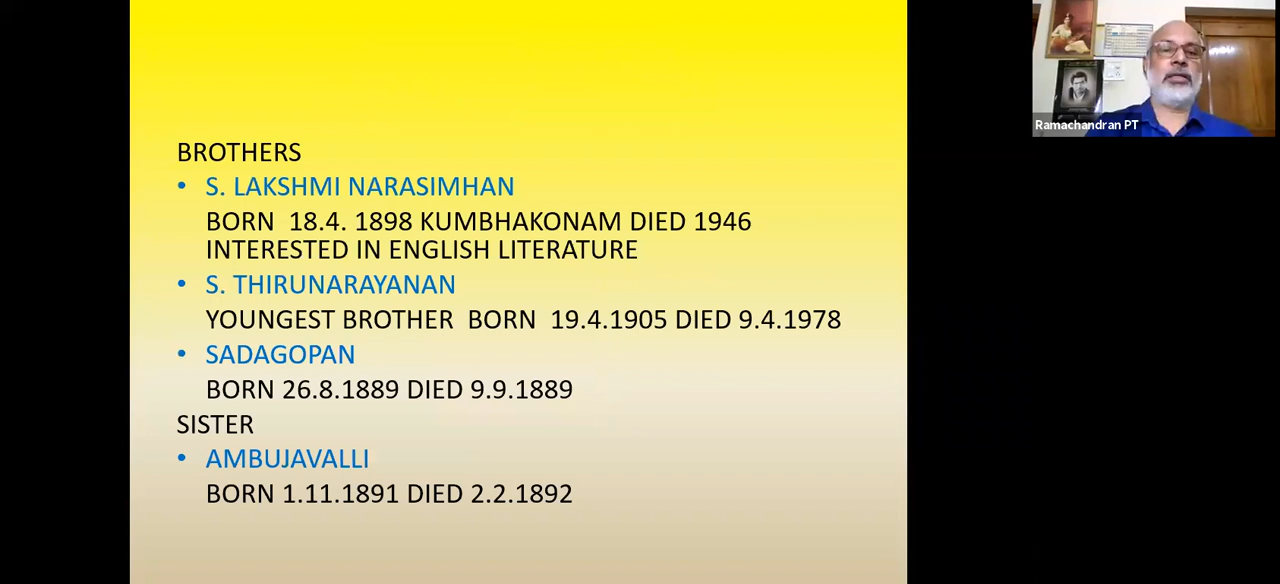 BROTHERS
• S. LAKSHMI NARASIMHAN
BORN 18.4. 1898 KUMBHAKONAM DIED 1946
INTERESTED IN ENGLISH LITERATURE
• S. THIRUNARAYANAN
YOUNGEST BROTHER BORN 19.4.1905 DIED 9.4.1978
• SADAGOPAN
BORN 26.8.1889 DIED 9.9.1889
SISTER
• AMBUJAVALLI
BORN 1.11.1891 DIED 2.2.1892
Ramachandran PT